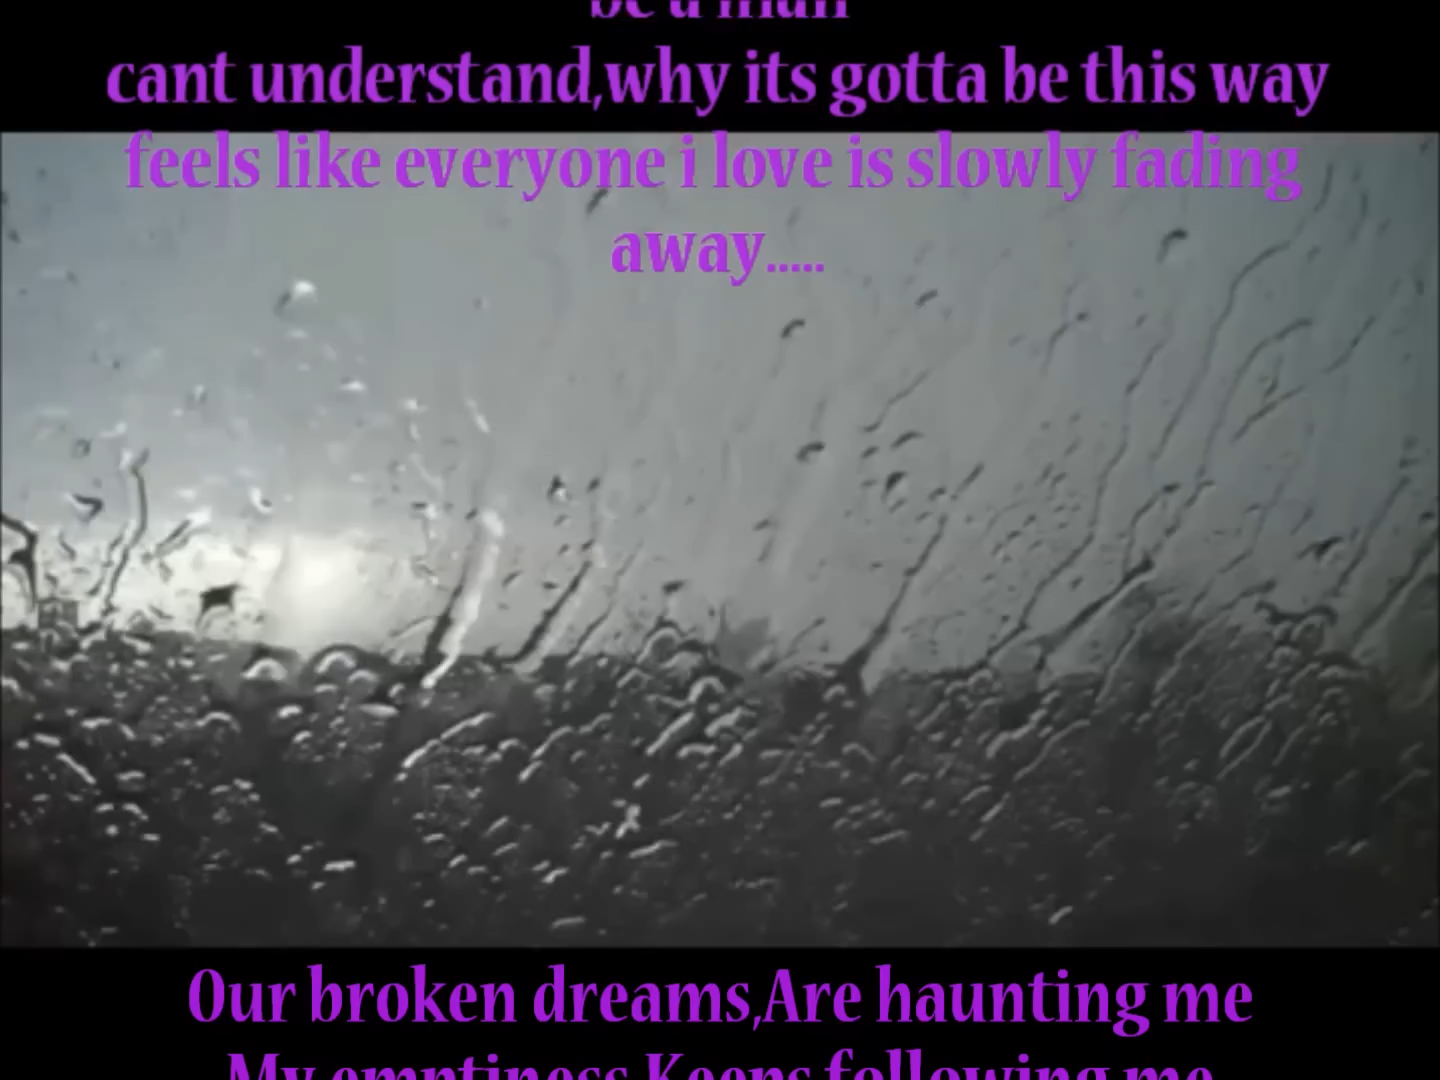 be a man
cant understand,why its gotta be this way
feels like everyone i love is slowly fading
away.....
Our broken dreams,Are haunting me
My emptiness,Keeps following me